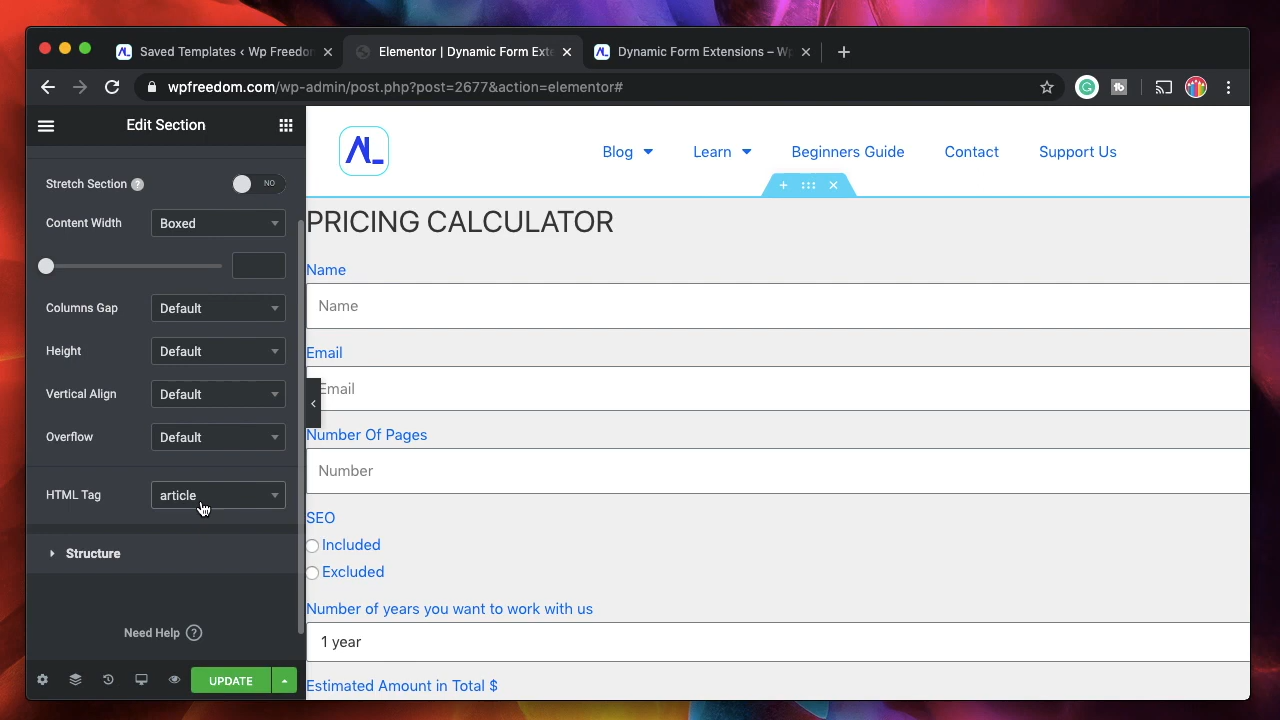 Saved Templates ‹ Wp Freedom
Elementor | Dynamic Form Exte
Dynamic Form Extensions – Wp
wpfreedom.com/wp-admin/post.php?post=2677&action=elementor#
Edit Section
Stretch Section ?
NO
Content Width
Boxed
Columns Gap
Default
Height
Default
Vertical Align
Default
Overflow
Default
HTML Tag
article
Structure
Need Help ?
UPDATE
AL_
Blog
Learn
Beginners Guide
Contact
Support Us
PRICING CALCULATOR
Name
Name
Email
Email
Number Of Pages
Number
SEO
Included
Excluded
Number of years you want to work with us
1 year
Estimated Amount in Total $